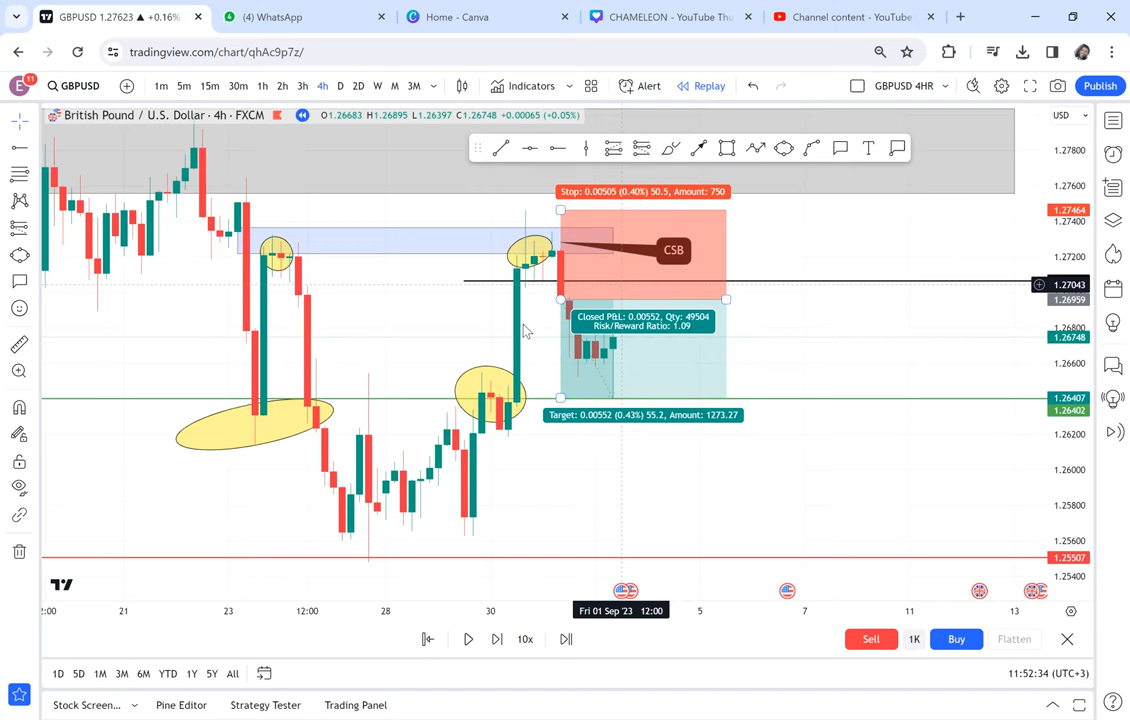 GBPUSD ▲ 1.27623 ▲ +0.16%
(4) WhatsApp
Home - Canva
CHAMELEON - YouTube Thu
Channel content - YouTube
tradingview.com/chart/qhAc9p7z/
E
11
GBPUSD
1m 5m 15m 30m 1h 2h 3h 4h D 2D W M 3M
Indicators
Alert
Replay
GBPUSD 4HR
Publish
British Pound / U.S. Dollar · 4h · FXCM
O1.26683 H1.26895 L1.26397 C1.26748 +0.00065 (+0.05%)
USD
Stop: 0.00505 (0.40%) 50.5, Amount: 750
CSB
Closed P&L: 0.00552, Qty: 49504
Risk/Reward Ratio: 1.09
Target: 0.00552 (0.43%) 55.2, Amount: 1273.27
1.27800
1.27600
1.27464
1.27400
1.27200
1.27043
1.26959
1.26800
1.26748
1.26600
1.26407
1.26402
1.26200
1.26000
1.25800
1.25600
1.25507
1.25400
2:00 21 23 12:00 28 30 Fri 01 Sep '23 12:00 5 7 11 13
10x
Sell
1K
Buy
Flatten
1D 5D 1M 3M 6M YTD 1Y 5Y All
11:52:34 (UTC+3)
Stock Screen...
Pine Editor
Strategy Tester
Trading Panel